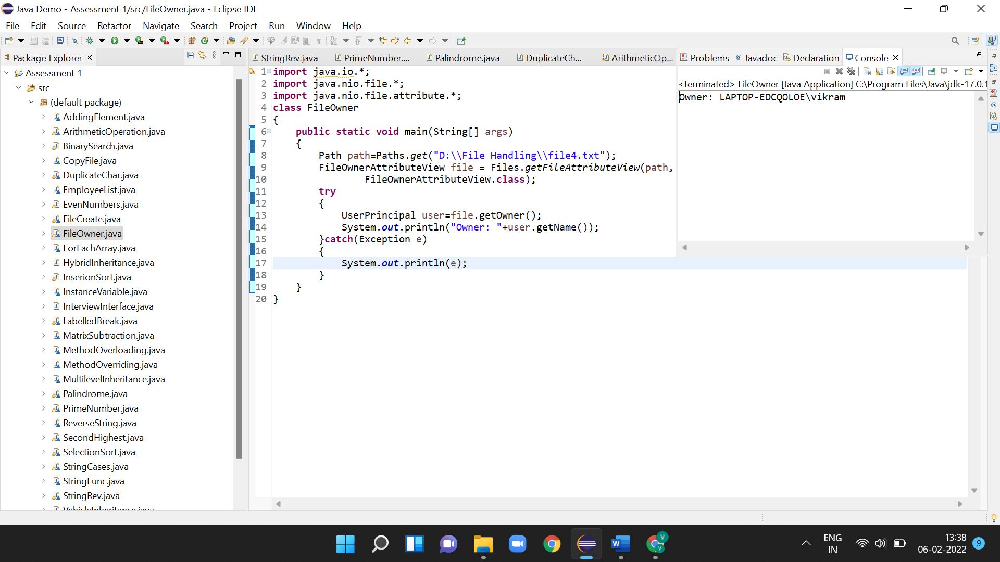 Java Demo - Assessment 1/src/FileOwner.java - Eclipse IDE
File Edit Source Refactor Navigate Search Project Run Window Help
Package Explorer
Assessment 1
src
(default package)
AddingElement.java
ArithmeticOperation.java
BinarySearch.java
CopyFile.java
DuplicateChar.java
EmployeeList.java
EvenNumbers.java
FileCreate.java
FileOwner.java
ForEachArray.java
HybridInheritance.java
InserionSort.java
InstanceVariable.java
InterviewInterface.java
LabelledBreak.java
MatrixSubtraction.java
MethodOverloading.java
MethodOverriding.java
MultilevelInheritance.java
Palindrome.java
PrimeNumber.java
ReverseString.java
SecondHighest.java
SelectionSort.java
StringCases.java
StringFunc.java
StringRev.java
VehicleInheritance.java
StringRev.java PrimeNumber.... Palindrome.java DuplicateCh... ArithmeticOp...
1 import java.io.*;
2 import java.nio.file.*;
3 import java.nio.file.attribute.*;
4 class FileOwner
5 {
6 public static void main(String[] args)
7 {
8 Path path=Paths.get("D:\\File Handling\\file4.txt");
9 FileOwnerAttributeView file = Files.getFileAttributeView(path,
10 FileOwnerAttributeView.class);
11 try
12 {
13 UserPrincipal user=file.getOwner();
14 System.out.println("Owner: "+user.getName());
15 }catch(Exception e)
16 {
17 System.out.println(e);
18 }
19 }
20 }
Problems Javadoc Declaration Console
<terminated> FileOwner [Java Application] C:\Program Files\Java\jdk-17.0.1
Owner: LAPTOP-EDCQOLOE\vikram
ENG
IN
13:38
06-02-2022
9